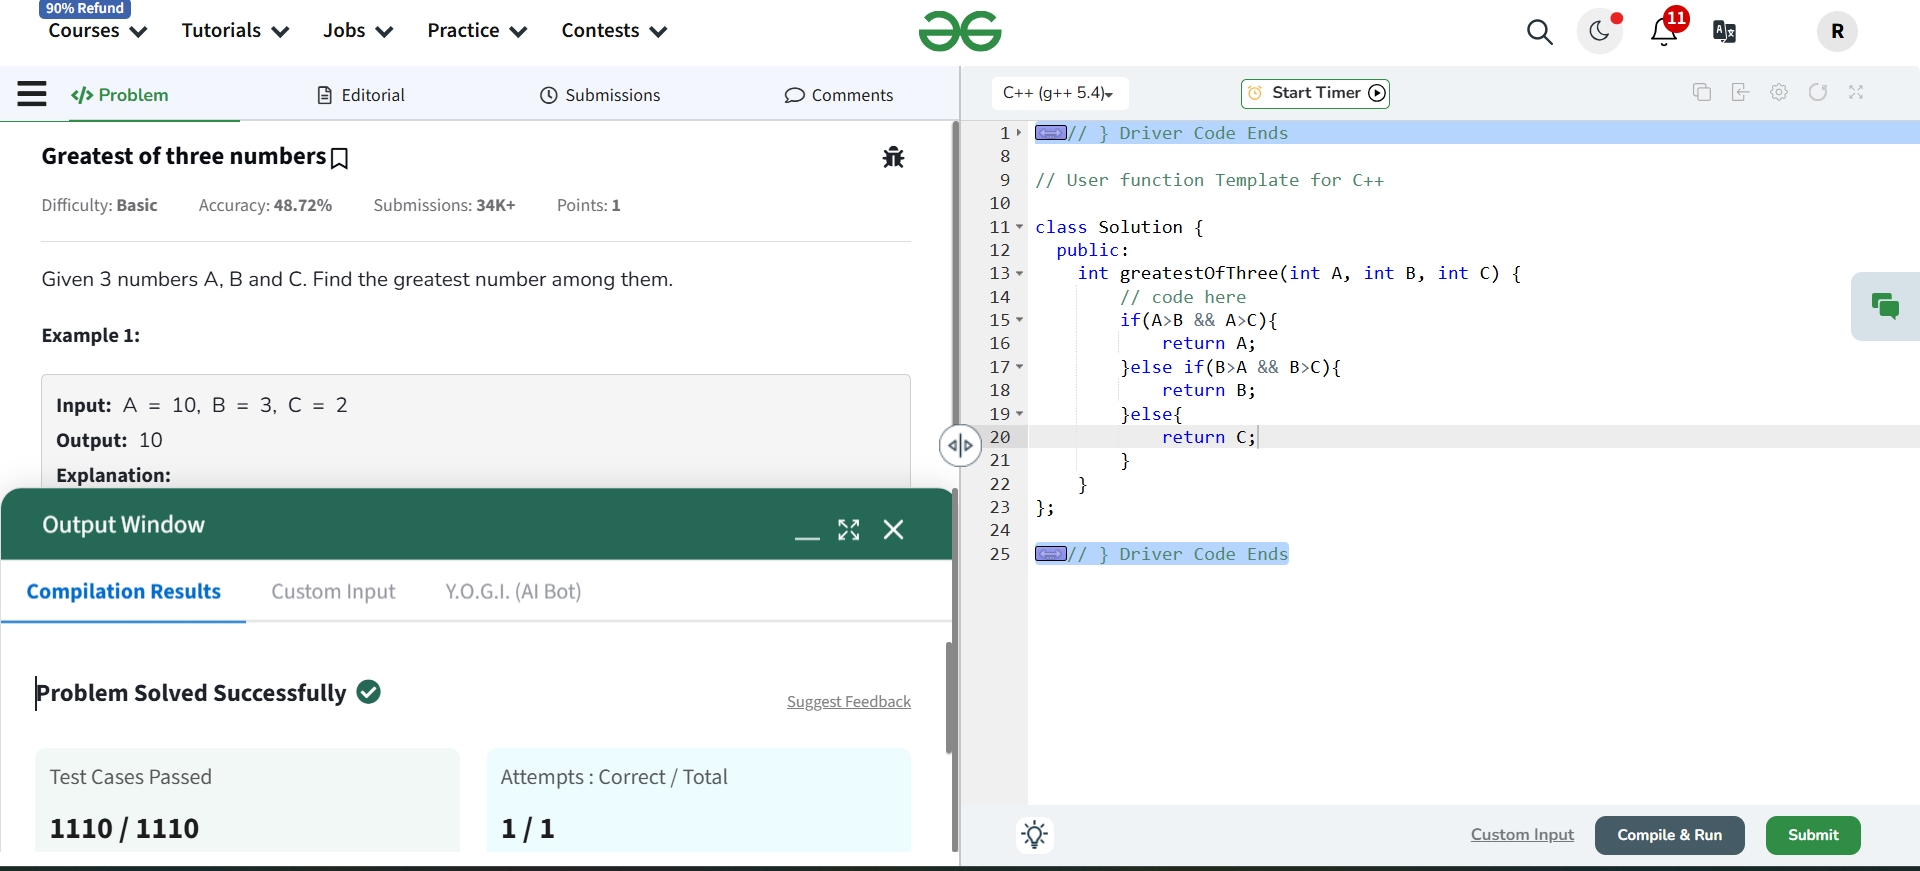 90% Refund
Courses Tutorials Jobs Practice Contests
11
R
</> Problem Editorial Submissions Comments
Greatest of three numbers
Difficulty: Basic Accuracy: 48.72% Submissions: 34K+ Points: 1
Given 3 numbers A, B and C. Find the greatest number among them.
Example 1:
Input: A = 10, B = 3, C = 2
Output: 10
Explanation:
Output Window
Compilation Results Custom Input Y.O.G.I. (AI Bot)
Problem Solved Successfully
Suggest Feedback
Test Cases Passed
1110 / 1110
Attempts : Correct / Total
1 / 1
C++ (g++ 5.4) Start Timer
1 // } Driver Code Ends
8
9 // User function Template for C++
10
11 class Solution {
12 public:
13 int greatestOfThree(int A, int B, int C) {
14 // code here
15 if(A>B && A>C){
16 return A;
17 }else if(B>A && B>C){
18 return B;
19 }else{
20 return C;
21 }
22 }
23 };
24
25 // } Driver Code Ends
Custom Input Compile & Run Submit